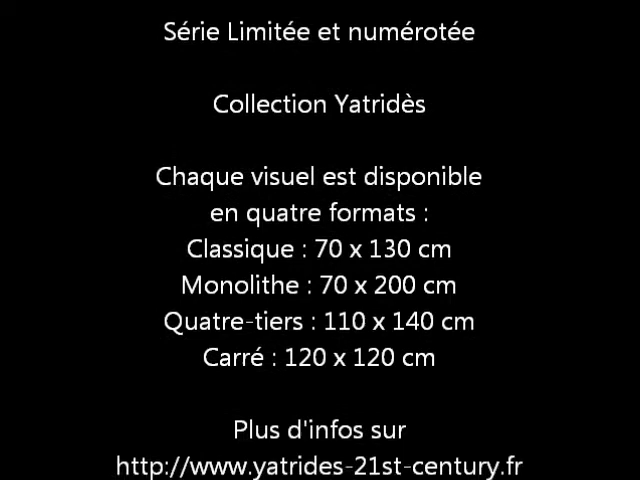 Série Limitée et numérotée
Collection Yatridès
Chaque visuel est disponible
en quatre formats :
Classique : 70 x 130 cm
Monolithe : 70 x 200 cm
Quatre-tiers : 110 x 140 cm
Carré : 120 x 120 cm
Plus d'infos sur
http://www.yatrides-21st-century.fr